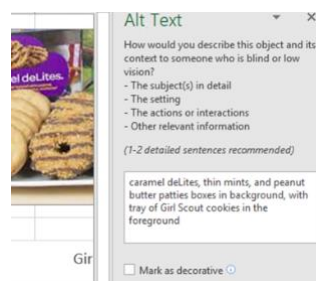 Alt Text
How would you describe this object and its
context to someone who is blind or low
vision?
- The subject(s) in detail
- The setting
- The actions or interactions
- Other relevant information
(1-2 detailed sentences recommended)
caramel deLites, thin mints, and peanut
butter patties boxes in background, with
tray of Girl Scout cookies in the
foreground
Mark as decorative
el deLites.
Gir